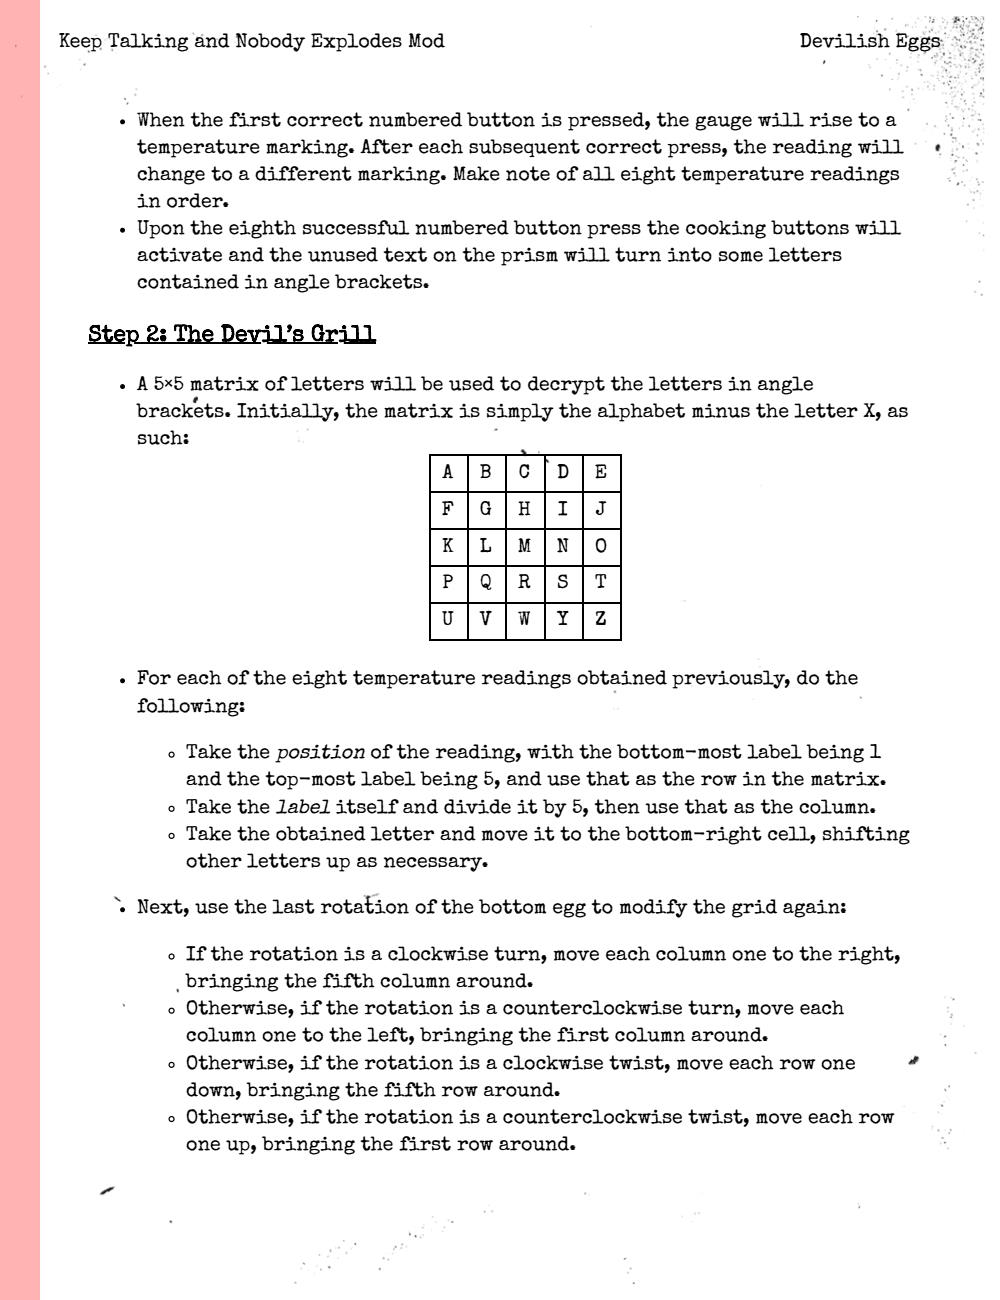 Keep Talking and Nobody Explodes Mod
Devilish Eggs
• When the first correct numbered button is pressed, the gauge will rise to a
temperature marking. After each subsequent correct press, the reading will
change to a different marking. Make note of all eight temperature readings
in order.
• Upon the eighth successful numbered button press the cooking buttons will
activate and the unused text on the prism will turn into some letters
contained in angle brackets.
Step 2: The Devil's Grill
• A 5×5 matrix of letters will be used to decrypt the letters in angle
brackets. Initially, the matrix is simply the alphabet minus the letter X, as
such:
A B C D E
F G H I J
K L M N O
P Q R S T
U V W Y Z
• For each of the eight temperature readings obtained previously, do the
following:
◦ Take the position of the reading, with the bottom-most label being 1
and the top-most label being 5, and use that as the row in the matrix.
◦ Take the label itself and divide it by 5, then use that as the column.
◦ Take the obtained letter and move it to the bottom-right cell, shifting
other letters up as necessary.
• Next, use the last rotation of the bottom egg to modify the grid again:
◦ If the rotation is a clockwise turn, move each column one to the right,
bringing the fifth column around.
◦ Otherwise, if the rotation is a counterclockwise turn, move each
column one to the left, bringing the first column around.
◦ Otherwise, if the rotation is a clockwise twist, move each row one
down, bringing the fifth row around.
◦ Otherwise, if the rotation is a counterclockwise twist, move each row
one up, bringing the first row around.